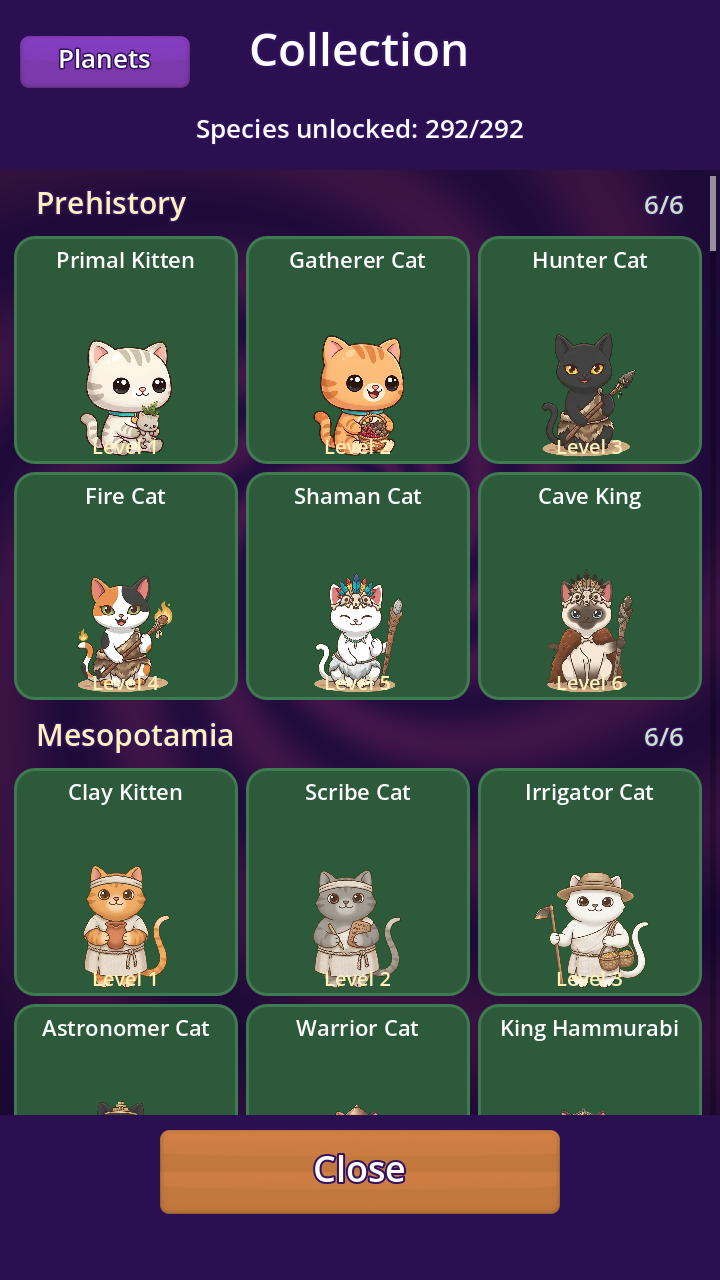 Planets
Collection
Species unlocked: 292/292
Prehistory 6/6
Primal Kitten Gatherer Cat Hunter Cat
Level 1 Level 2 Level 3
Fire Cat Shaman Cat Cave King
Level 4 Level 5 Level 6
Mesopotamia 6/6
Clay Kitten Scribe Cat Irrigator Cat
Level 1 Level 2 Level 3
Astronomer Cat Warrior Cat King Hammurabi
Close